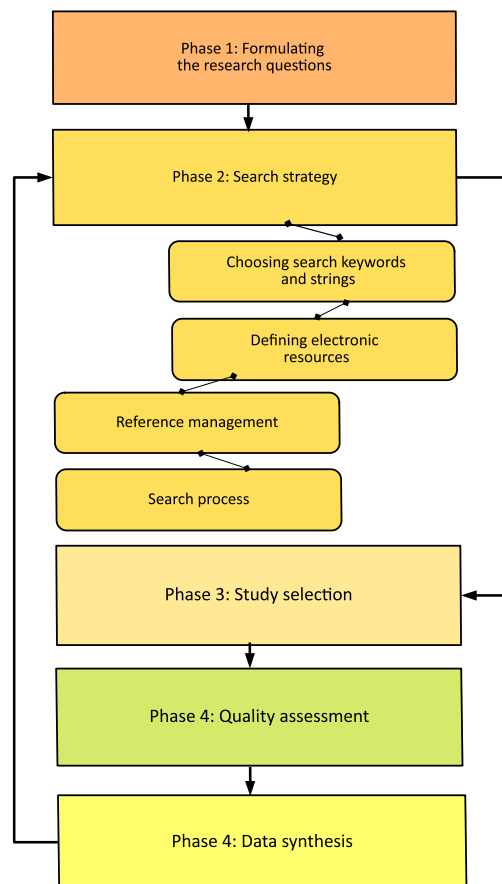 Phase 1: Formulating
the research questions
Phase 2: Search strategy
Choosing search keywords
and strings
Defining electronic
resources
Reference management
Search process
Phase 3: Study selection
Phase 4: Quality assessment
Phase 4: Data synthesis